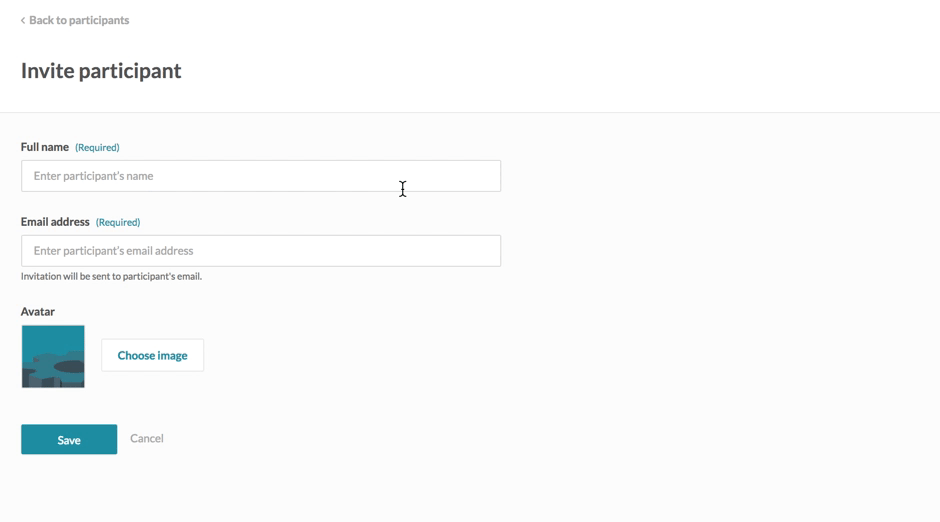 ‹ Back to participants
Invite participant
Full name (Required)
Enter participant's name
Email address (Required)
Enter participant's email address
Invitation will be sent to participant's email.
Avatar
Choose image
Save Cancel